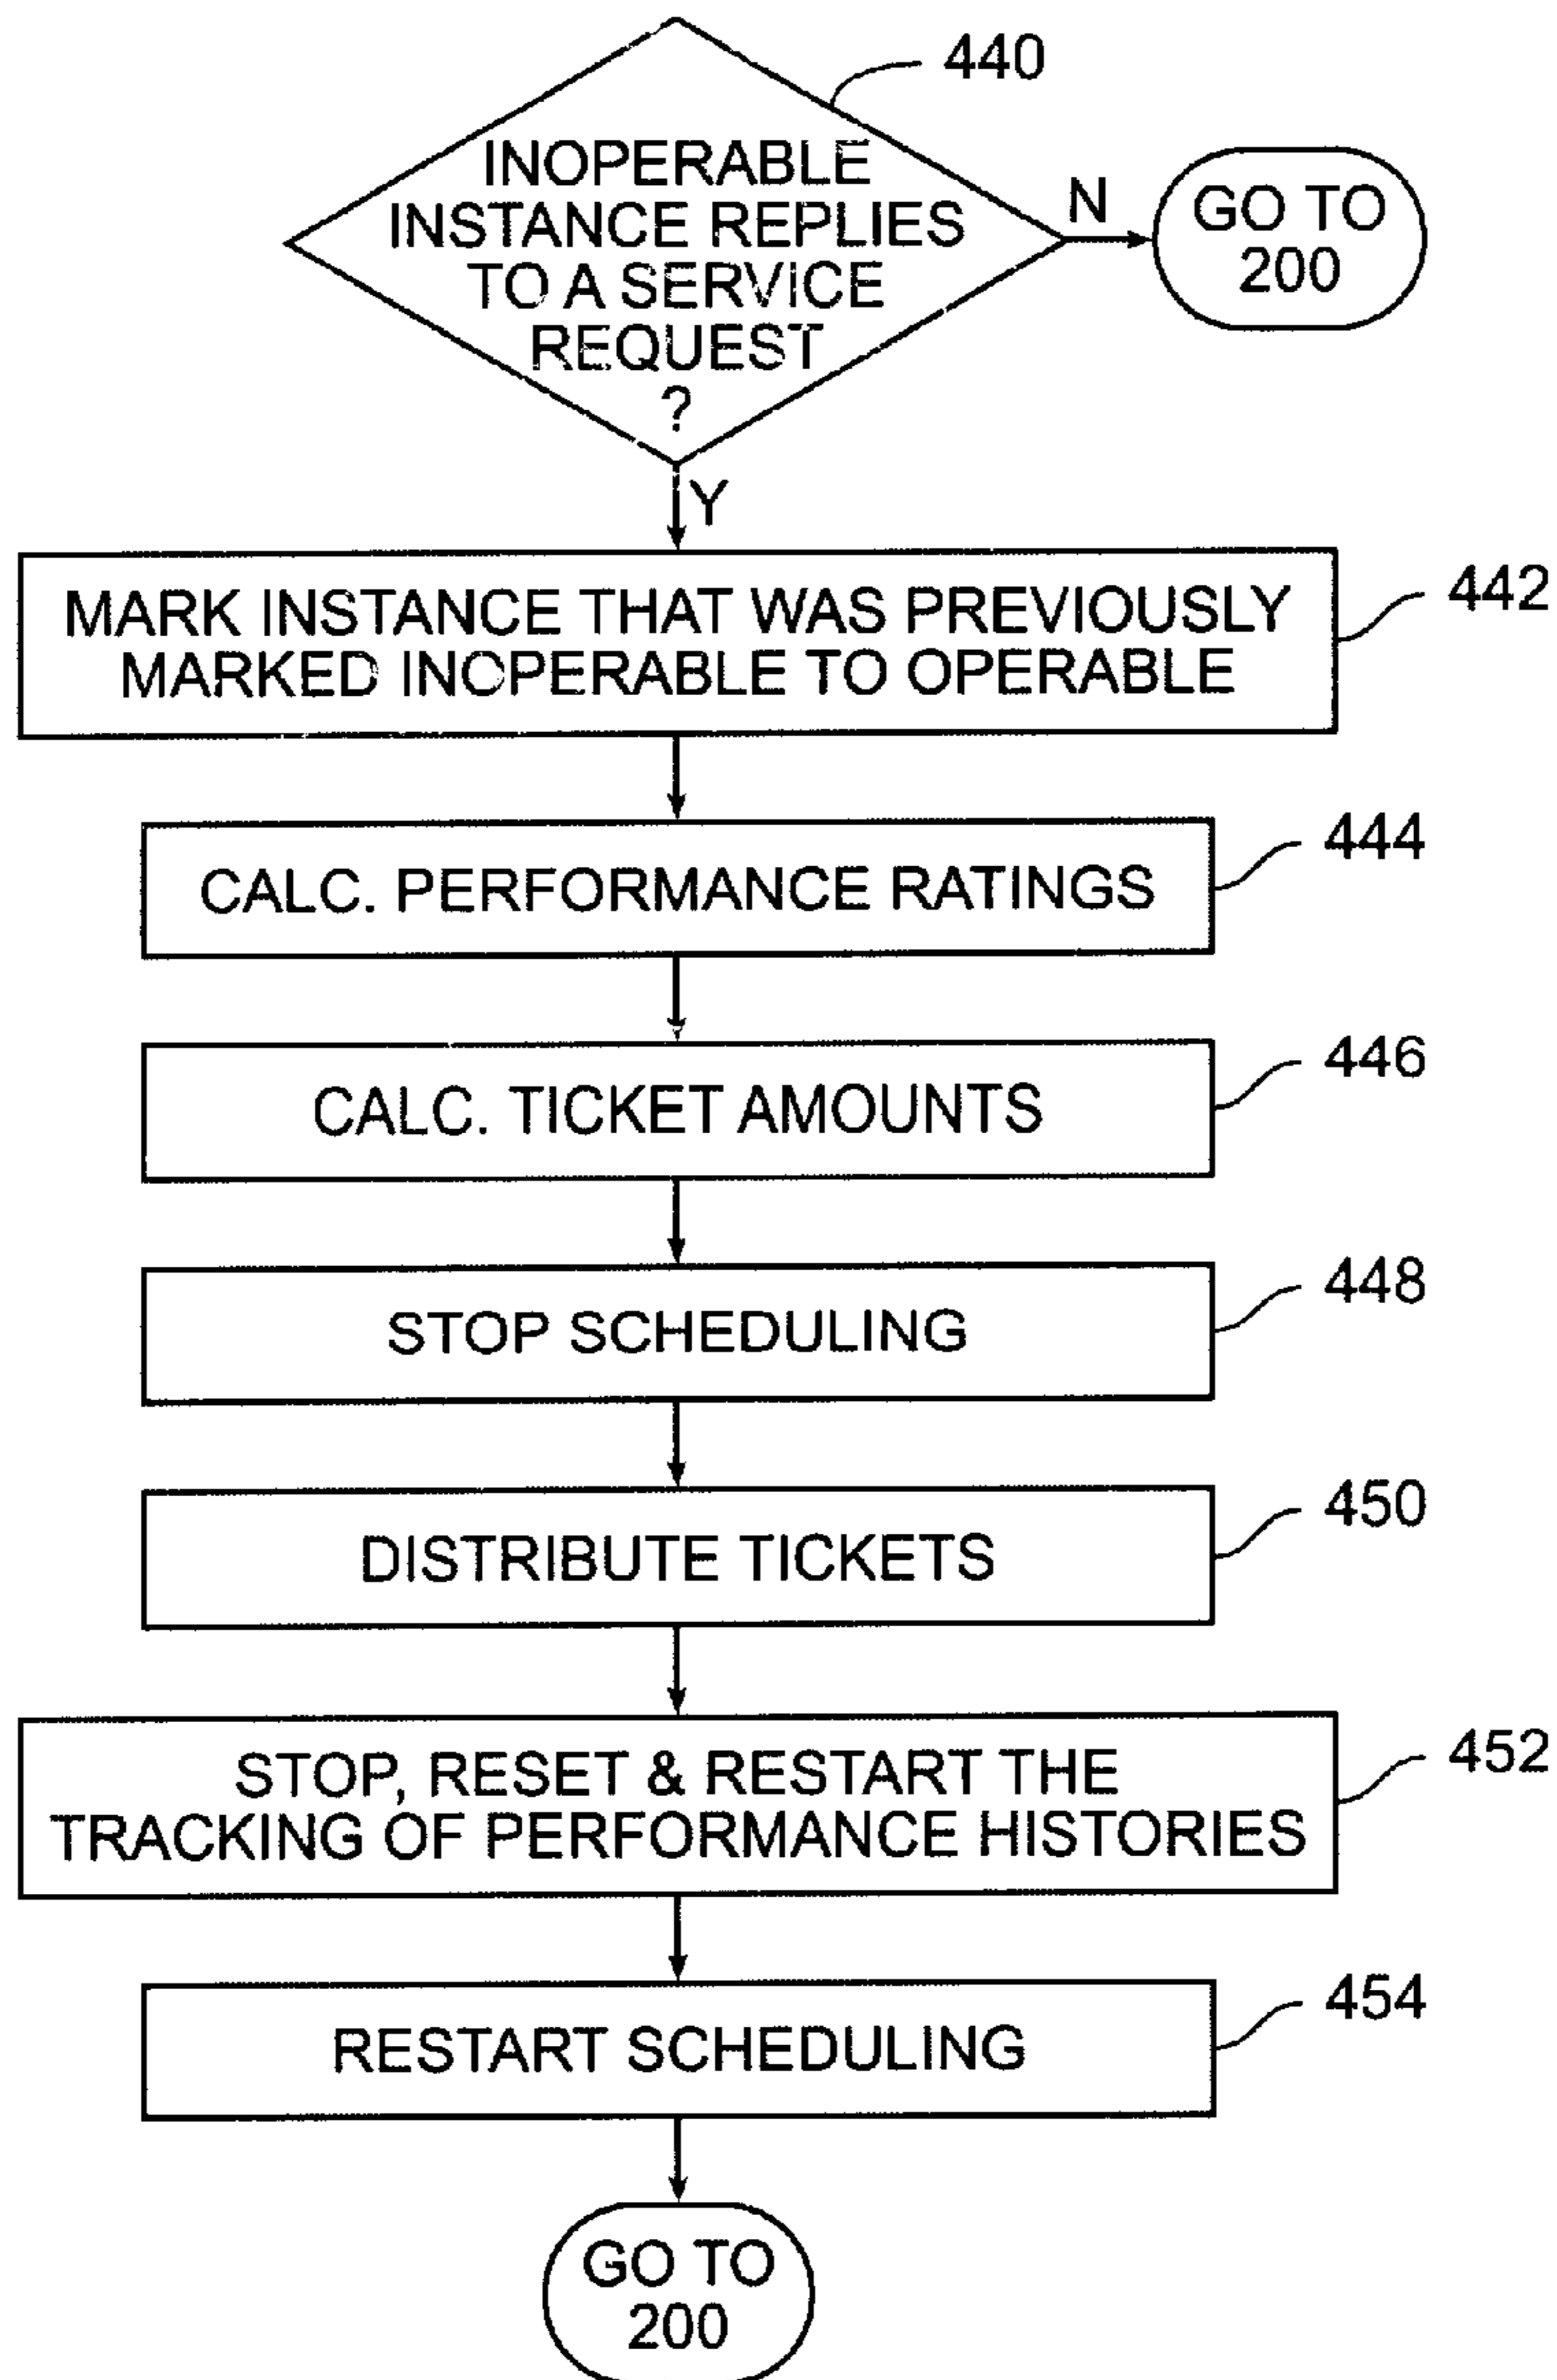 440
INOPERABLE
INSTANCE REPLIES
TO A SERVICE
REQUEST
?
N
GO TO
200
Y
MARK INSTANCE THAT WAS PREVIOUSLY
MARKED INOPERABLE TO OPERABLE
442
CALC. PERFORMANCE RATINGS
444
CALC. TICKET AMOUNTS
446
STOP SCHEDULING
448
DISTRIBUTE TICKETS
450
STOP, RESET & RESTART THE
TRACKING OF PERFORMANCE HISTORIES
452
RESTART SCHEDULING
454
GO TO
200